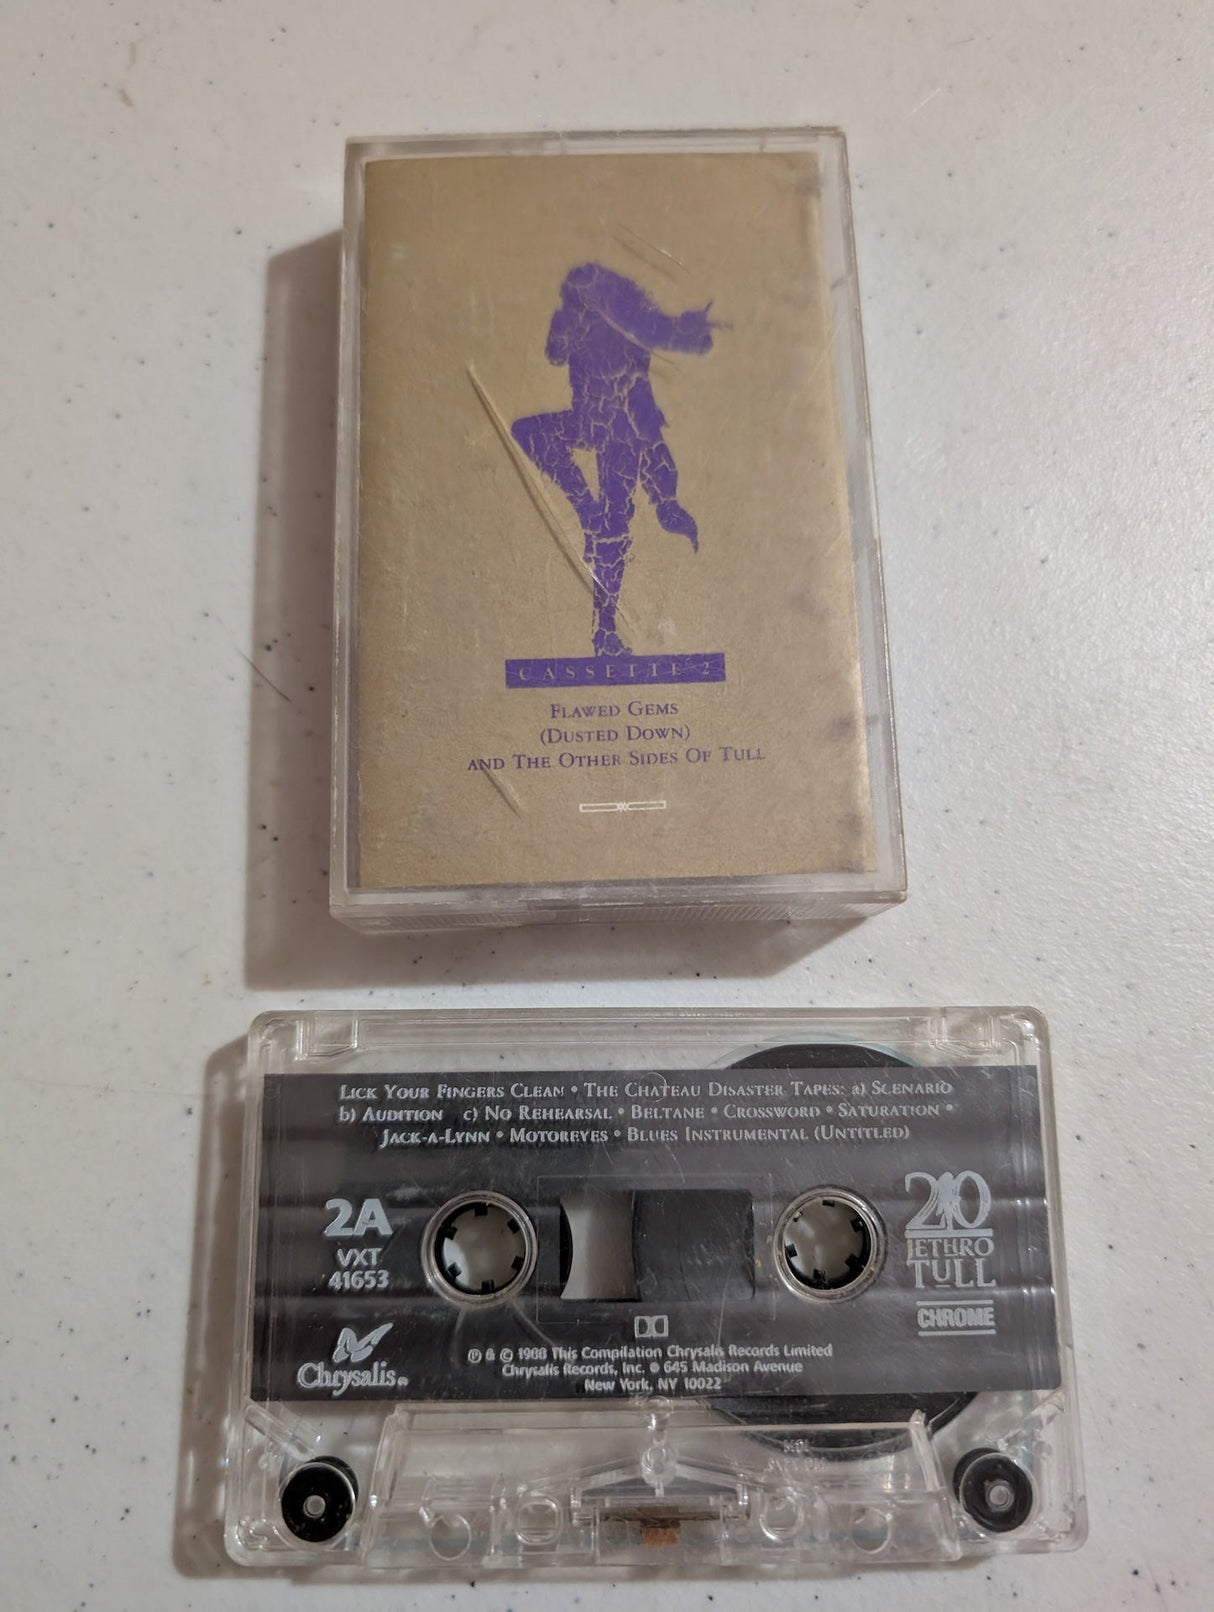 CASSETTE 2
FLAWED GEMS
(DUSTED DOWN)
AND THE OTHER SIDES OF TULL
LICK YOUR FINGERS CLEAN • THE CHATEAU DISASTER TAPES: a) SCENARIO
b) AUDITION c) NO REHEARSAL • BELTANE • CROSSWORD • SATURATION •
JACK-A-LYNN • MOTOREYES • BLUES INSTRUMENTAL (UNTITLED)
2A
VXT
41653
20
JETHRO
TULL
CHROME
Chrysalis
℗ & © 1988 This Compilation Chrysalis Records Limited
Chrysalis Records, Inc. • 645 Madison Avenue
New York, NY 10022